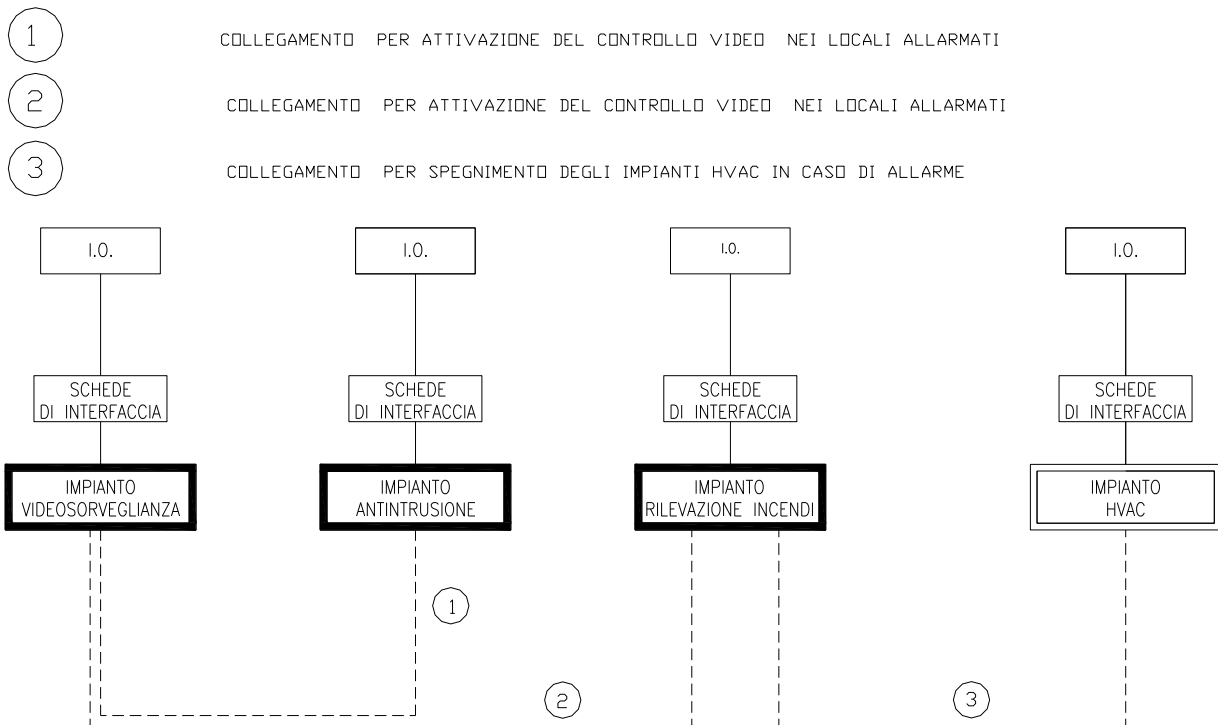 1 COLLEGAMENTO PER ATTIVAZIONE DEL CONTROLLO VIDEO NEI LOCALI ALLARMATI
2 COLLEGAMENTO PER ATTIVAZIONE DEL CONTROLLO VIDEO NEI LOCALI ALLARMATI
3 COLLEGAMENTO PER SPEGNIMENTO DEGLI IMPIANTI HVAC IN CASO DI ALLARME
I.O.
I.O.
I.O.
I.O.
SCHEDE
DI INTERFACCIA
SCHEDE
DI INTERFACCIA
SCHEDE
DI INTERFACCIA
SCHEDE
DI INTERFACCIA
IMPIANTO
VIDEOSORVEGLIANZA
IMPIANTO
ANTINTRUSIONE
IMPIANTO
RILEVAZIONE INCENDI
IMPIANTO
HVAC
1
2
3